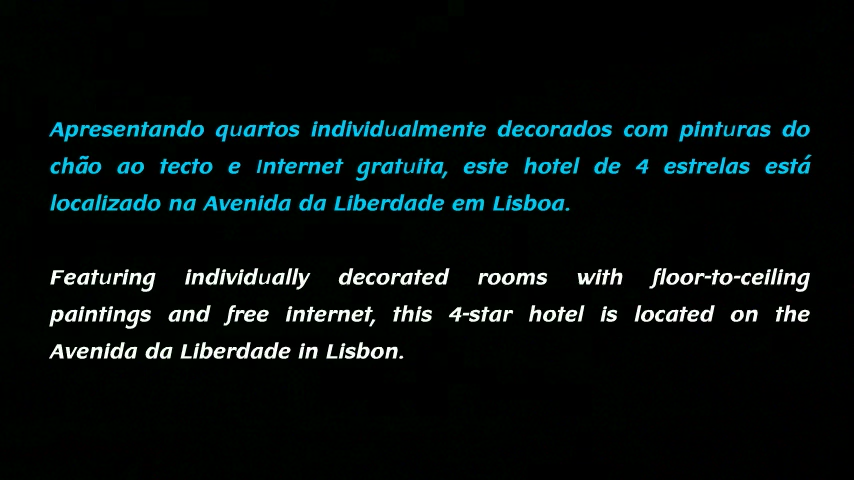 Apresentando quartos individualmente decorados com pinturas do
chão ao tecto e Internet gratuita, este hotel de 4 estrelas está
localizado na Avenida da Liberdade em Lisboa.
Featuring individually decorated rooms with floor-to-ceiling
paintings and free internet, this 4-star hotel is located on the
Avenida da Liberdade in Lisbon.